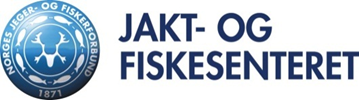 NORGES JEGER- OG FISKERFORBUND
1871
JAKT- OG
FISKESENTERET